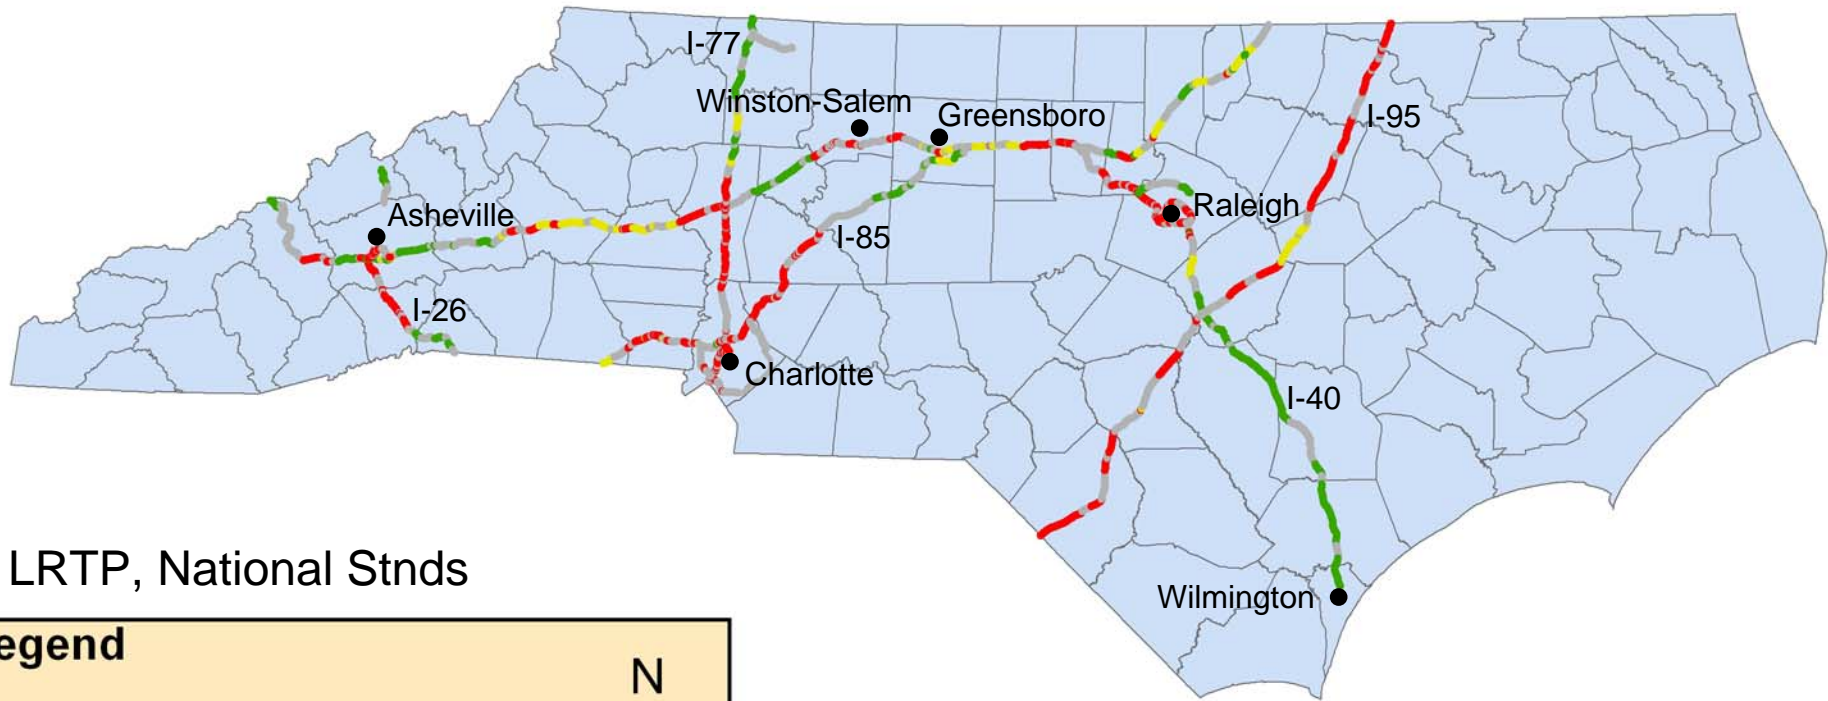 I-77
Winston-Salem
Greensboro
I-95
Asheville
Raleigh
I-85
I-26
Charlotte
I-40
LRTP, National Stnds
Wilmington
egend
N